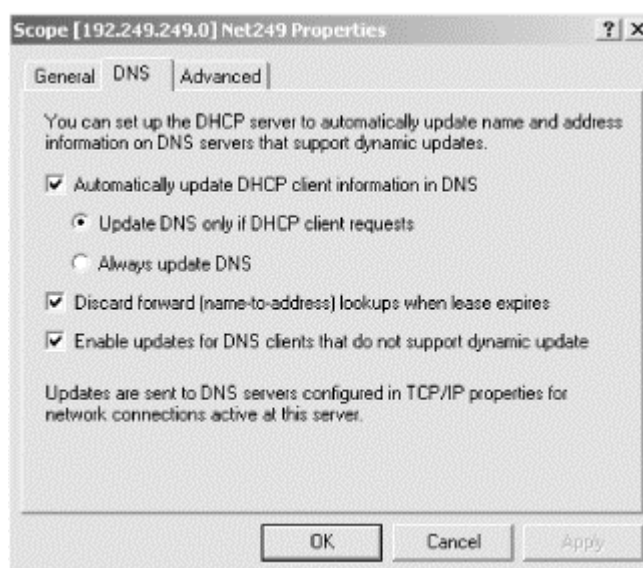 Scope [192.249.249.0] Net249 Properties ? X
General DNS Advanced
You can set up the DHCP server to automatically update name and address
information on DNS servers that support dynamic updates.
Automatically update DHCP client information in DNS
Update DNS only if DHCP client requests
Always update DNS
Discard forward (name-to-address) lookups when lease expires
Enable updates for DNS clients that do not support dynamic update
Updates are sent to DNS servers configured in TCP/IP properties for
network connections active at this server.
OK Cancel Apply